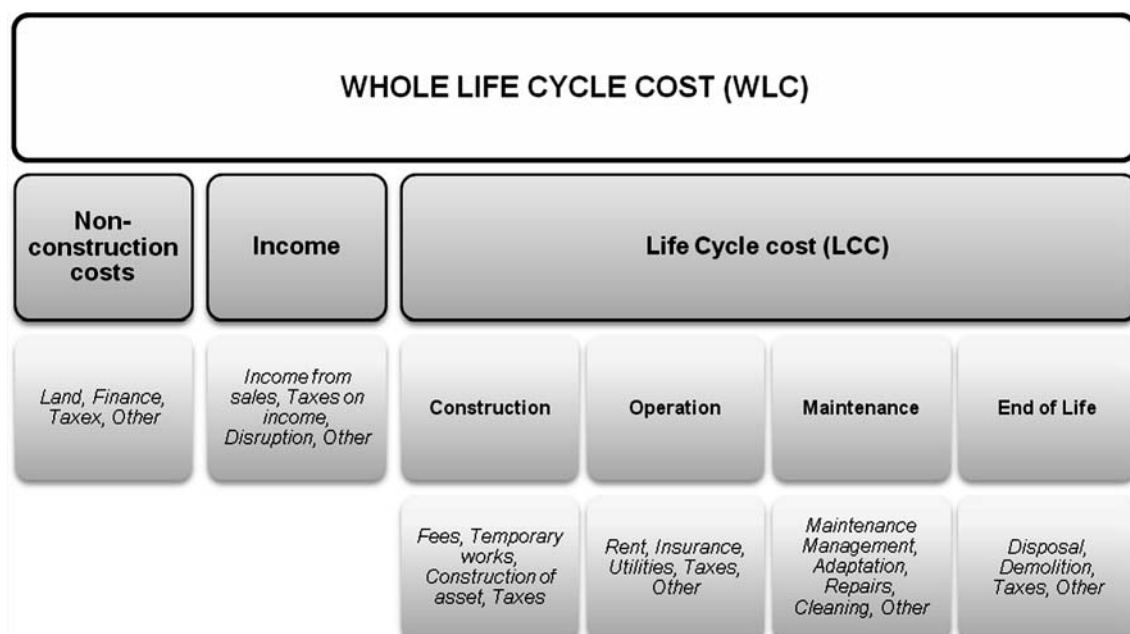 WHOLE LIFE CYCLE COST (WLC)
Non-
construction
costs
Income
Life Cycle cost (LCC)
Land, Finance,
Taxex, Other
Income from
sales, Taxes on
income,
Disruption, Other
Construction
Operation
Maintenance
End of Life
Fees, Temporary
works,
Construction of
asset, Taxes
Rent, Insurance,
Utilities, Taxes,
Other
Maintenance
Management,
Adaptation,
Repairs,
Cleaning, Other
Disposal,
Demolition,
Taxes, Other